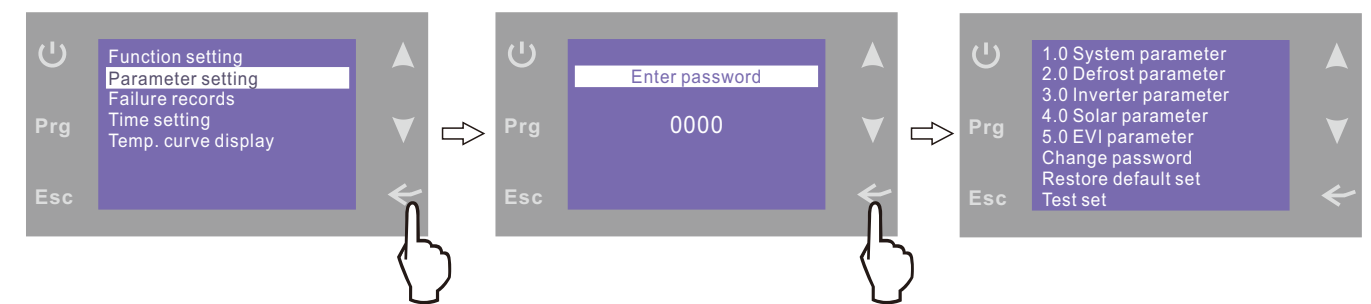 Function setting
Parameter setting
Failure records
Time setting
Temp. curve display
Prg
Esc
Enter password
0000
Prg
Esc
1.0 System parameter
2.0 Defrost parameter
3.0 Inverter parameter
4.0 Solar parameter
5.0 EVI parameter
Change password
Restore default set
Test set
Prg
Esc